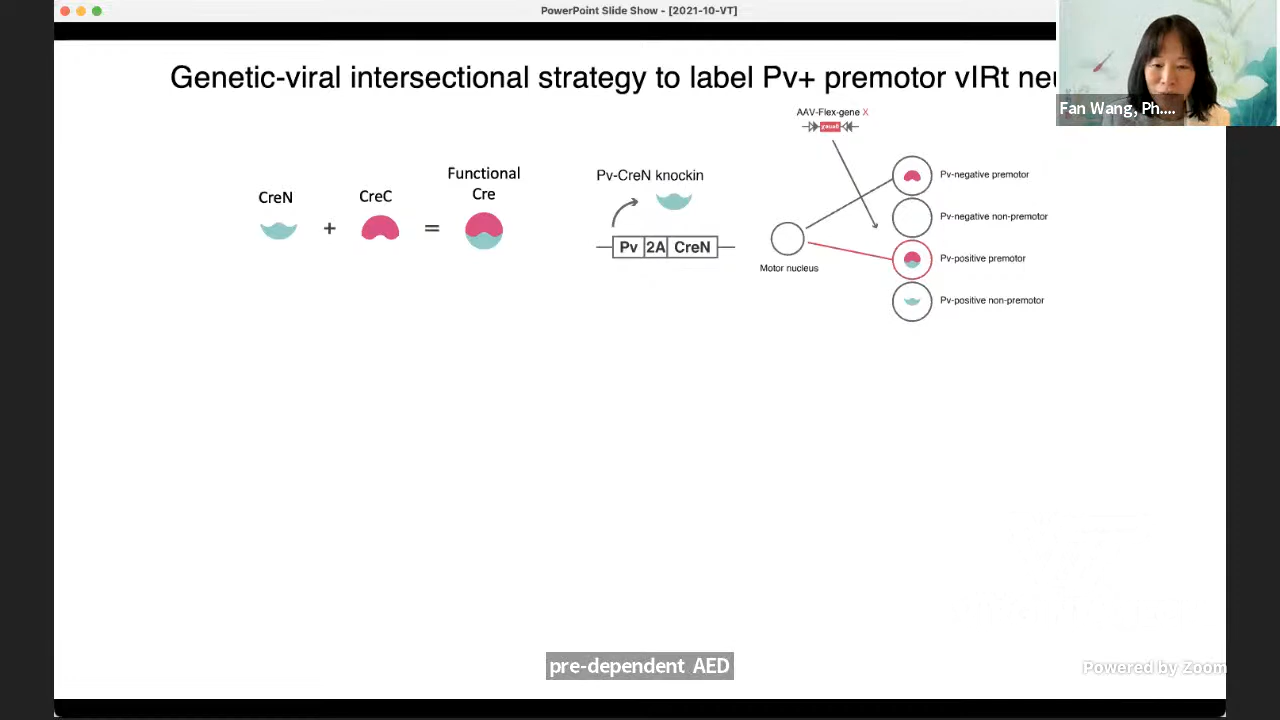 PowerPoint Slide Show - [2021-10-VT]
Genetic-viral intersectional strategy to label Pv+ premotor vIRt
Fan Wang, Ph....
AAV-Flex-gene X
Functional
Cre
CreN
CreC
+
=
Pv-CreN knockin
Pv 2A CreN
Motor nucleus
Pv-negative premotor
Pv-negative non-premotor
Pv-positive premotor
Pv-positive non-premotor
pre-dependent AED
Powered by Zoom